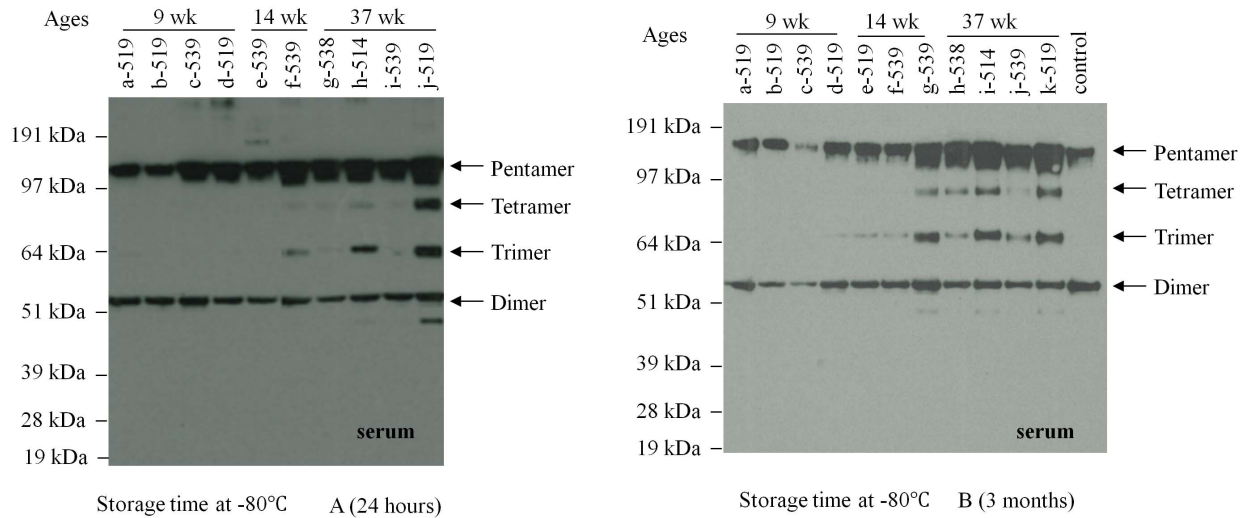 Ages
9 wk 14 wk 37 wk
a-519 b-519 c-539 d-519 e-539 f-539 g-538 h-514 i-539 j-519
191 kDa
97 kDa
64 kDa
51 kDa
39 kDa
28 kDa
19 kDa
Pentamer
Tetramer
Trimer
Dimer
serum
Storage time at -80°C A (24 hours)
Ages
9 wk 14 wk 37 wk
a-519 b-519 c-539 d-519 e-519 f-539 g-539 h-538 i-514 j-539 k-519 control
191 kDa
97 kDa
64 kDa
51 kDa
39 kDa
28 kDa
19 kDa
Pentamer
Tetramer
Trimer
Dimer
serum
Storage time at -80°C B (3 months)